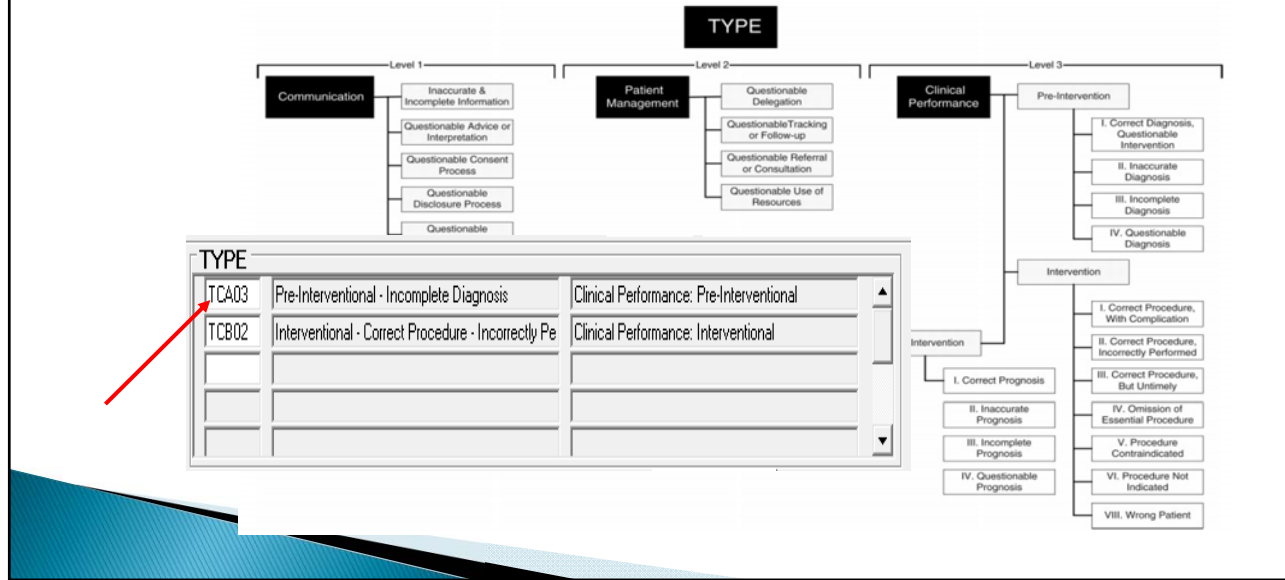 TYPE
Level 1
Level 2
Level 3
Communication
Inaccurate &
Incomplete Information
Questionable Advice or
Interpretation
Questionable Consent
Process
Questionable
Disclosure Process
Questionable
Patient
Management
Questionable
Delegation
QuestionableTracking
or Follow-up
Questionable Referral
or Consultation
Questionable Use of
Resources
Clinical
Performance
Pre-Intervention
I. Correct Diagnosis,
Questionable
Intervention
II. Inaccurate
Diagnosis
III. Incomplete
Diagnosis
IV. Questionable
Diagnosis
Intervention
I. Correct Procedure,
With Complication
II. Correct Procedure,
Incorrectly Performed
III. Correct Procedure,
But Untimely
IV. Omission of
Essential Procedure
V. Procedure
Contraindicated
VI. Procedure Not
Indicated
VIII. Wrong Patient
Intervention
I. Correct Prognosis
II. Inaccurate
Prognosis
III. Incomplete
Prognosis
IV. Questionable
Prognosis
TYPE
TCA03 Pre-Interventional - Incomplete Diagnosis Clinical Performance: Pre-Interventional
TCB02 Interventional - Correct Procedure - Incorrectly Pe Clinical Performance: Interventional